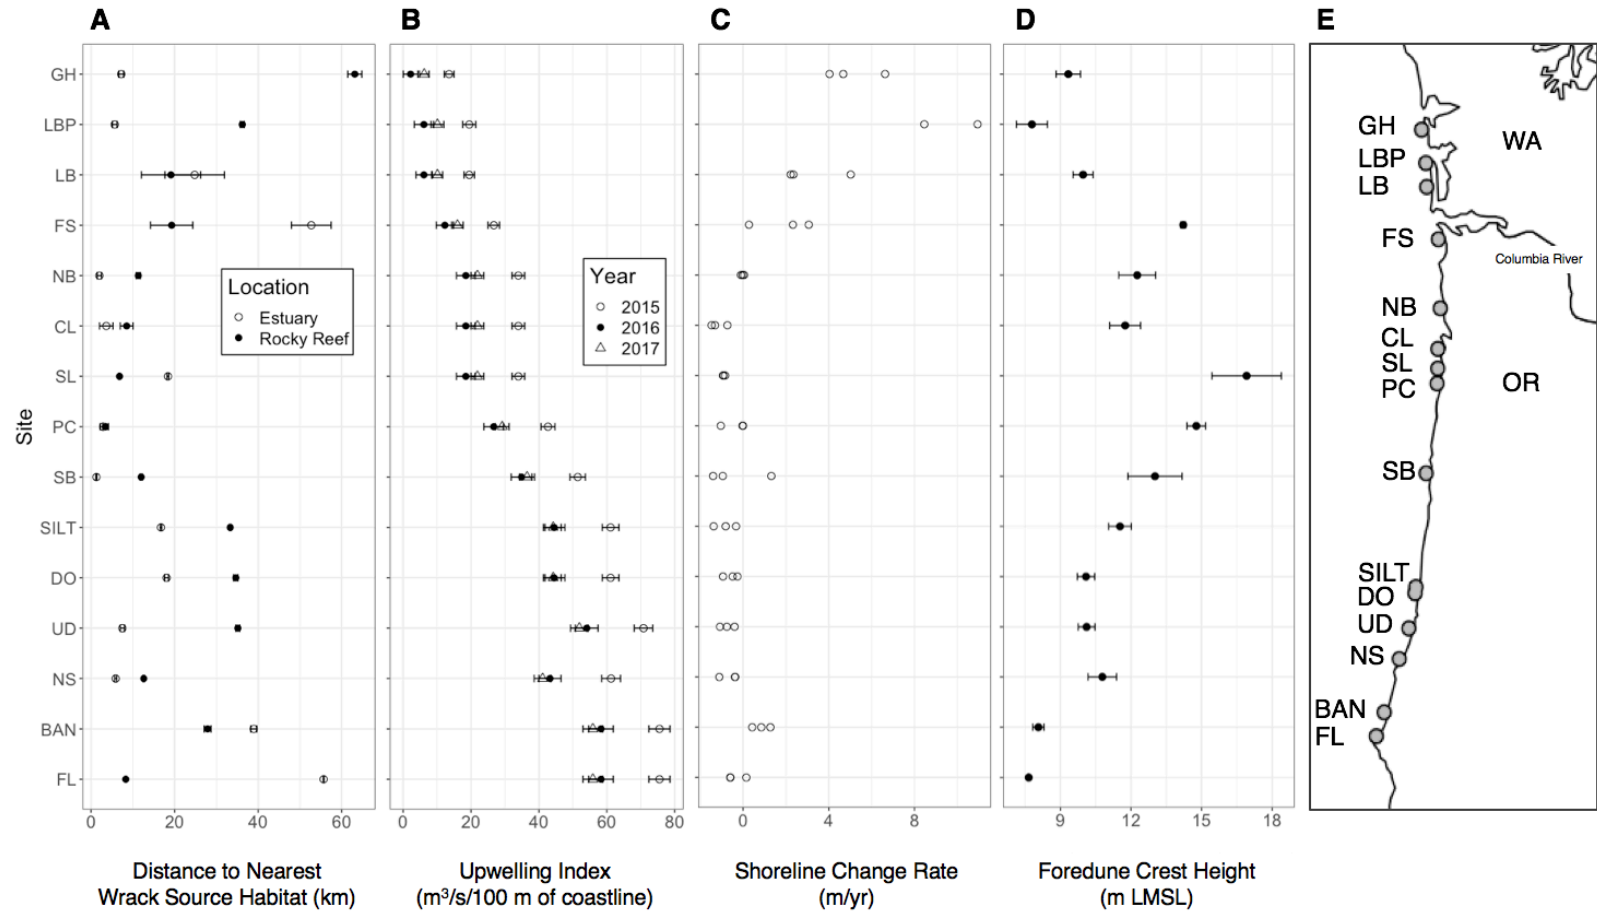 A
B
C
D
E
Site
GH
LBP
LB
FS
NB
CL
SL
PC
SB
SILT
DO
UD
NS
BAN
FL
Location
Estuary
Rocky Reef
0 20 40 60
Distance to Nearest
Wrack Source Habitat (km)
Year
2015
2016
2017
0 20 40 60 80
Upwelling Index
(m³/s/100 m of coastline)
0 4 8
Shoreline Change Rate
(m/yr)
9 12 15 18
Foredune Crest Height
(m LMSL)
GH
WA
LBP
LB
FS
Columbia River
NB
CL
SL
OR
PC
SB
SILT
DO
UD
NS
BAN
FL